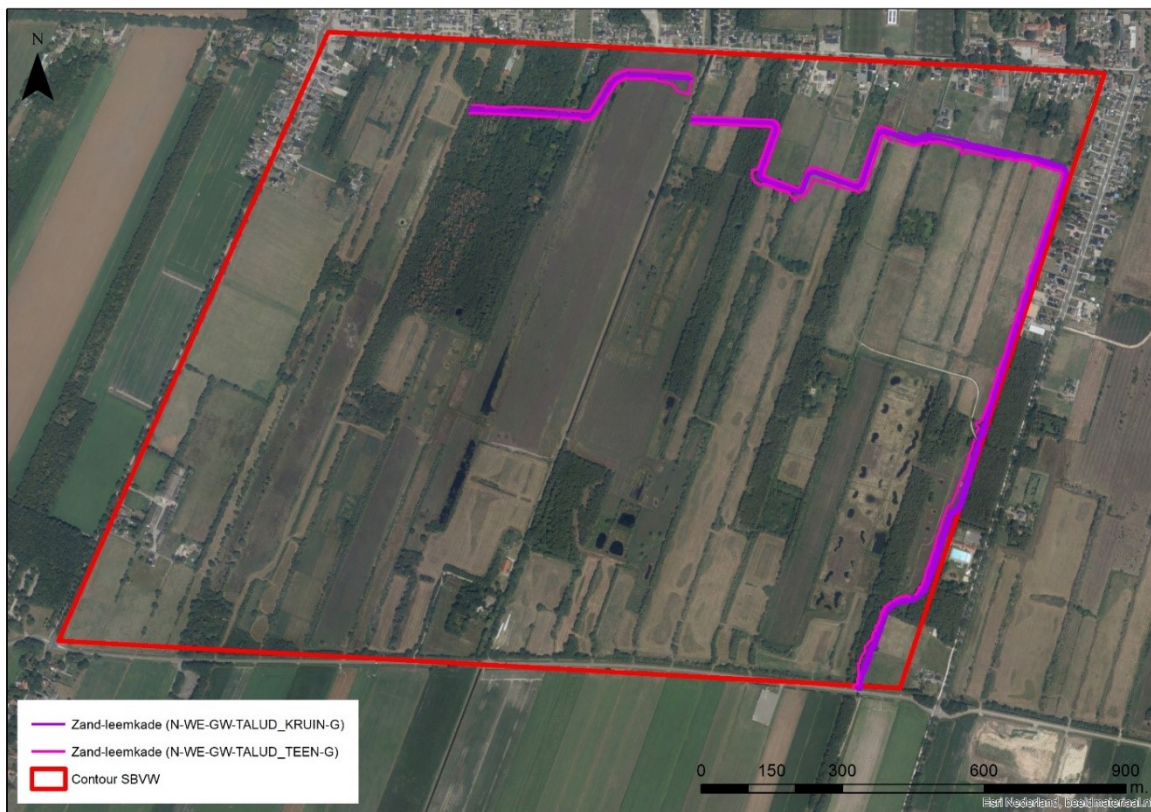 N
Zand-leemkade (N-WE-GW-TALUD_KRUIN-G)
Zand-leemkade (N-WE-GW-TALUD_TEEN-G)
Contour SBVW
0 150 300 600 900
m.
Esri Nederland, beeldmateriaal.n